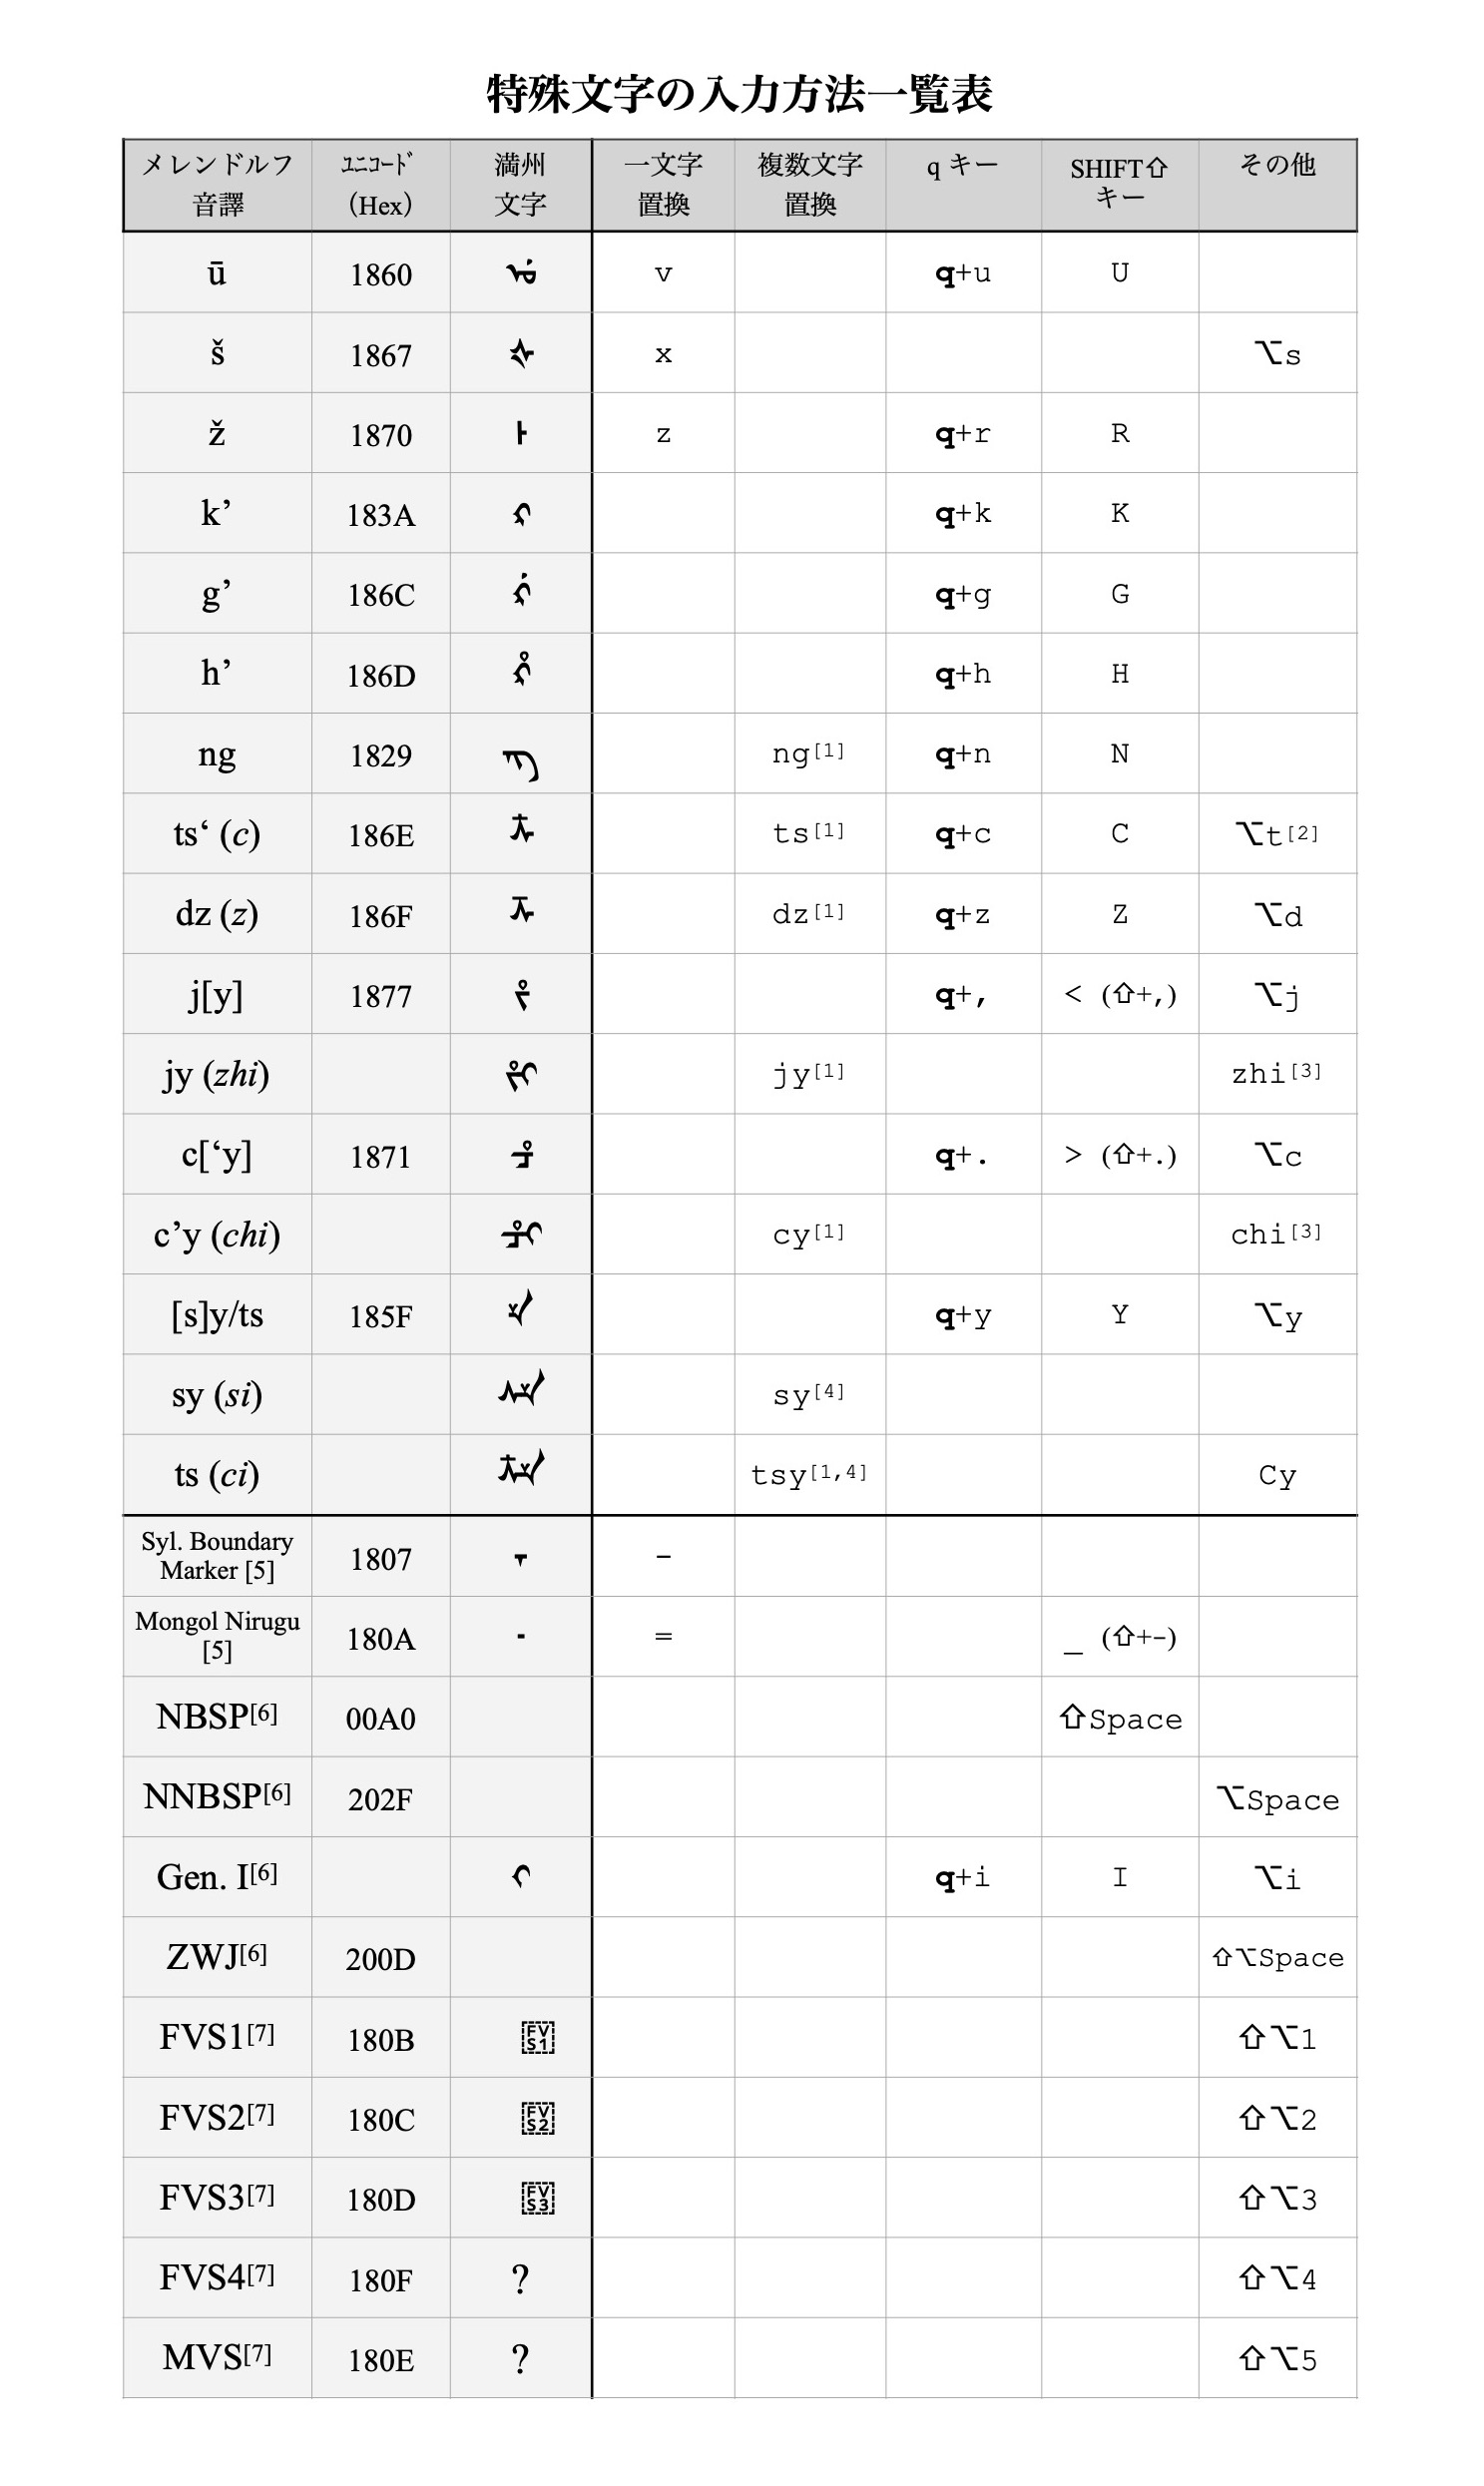 特殊文字の入力方法一覧表
メレンドルフ音譯 ﾕﾆｺｰﾄﾞ (Hex) 満州文字 一文字置換 複数文字置換 q キー SHIFT⇧キー その他
ū 1860 ᡠ v q+u U
š 1867 ᡧ x ⌥s
ž 1870 ᡰ z q+r R
k’ 183A ᠺ q+k K
g’ 186C ᡬ q+g G
h’ 186D ᡭ q+h H
ng 1829 ᠩ ng[1] q+n N
ts‘ (c) 186E ᡮ ts[1] q+c C ⌥t[2]
dz (z) 186F ᡯ dz[1] q+z Z ⌥d
j[y] 1877 ᡷ q+, < (⇧+,) ⌥j
jy (zhi) ᡷᡳ jy[1] zhi[3]
c[‘y] 1871 ᡱ q+. > (⇧+.) ⌥c
c’y (chi) ᡱᡳ cy[1] chi[3]
[s]y/ts 185F ᡟ q+y Y ⌥y
sy (si) ᠰᡟ sy[4]
ts (ci) ᡮᡟ tsy[1,4] Cy
Syl. Boundary Marker [5] 1807 ᠇ -
Mongol Nirugu [5] 180A ᠊ = _ (⇧+-)
NBSP[6] 00A0 ⇧Space
NNBSP[6] 202F ⌥Space
Gen. I[6] ᡳ q+i I ⌥i
ZWJ[6] 200D ⇧⌥Space
FVS1[7] 180B FVS1 ⇧⌥1
FVS2[7] 180C FVS2 ⇧⌥2
FVS3[7] 180D FVS3 ⇧⌥3
FVS4[7] 180F ? ⇧⌥4
MVS[7] 180E ? ⇧⌥5